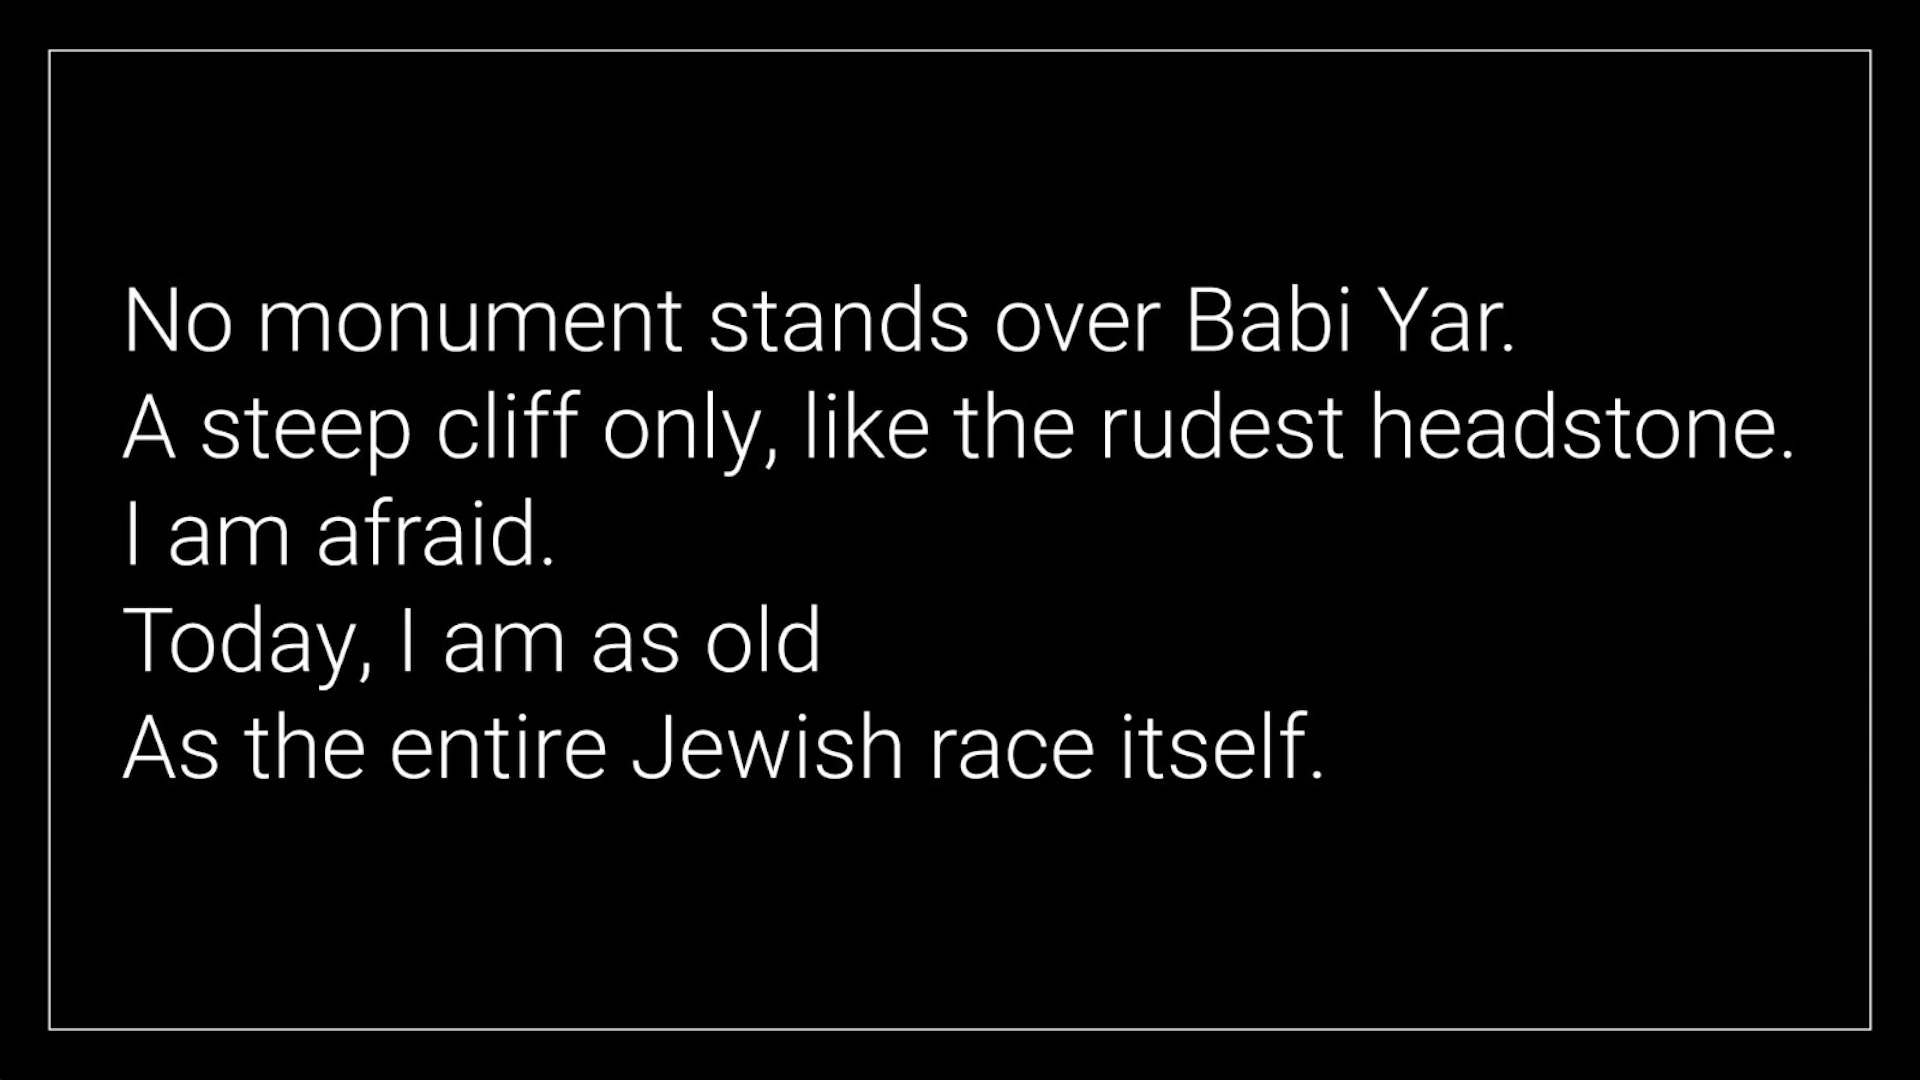 No monument stands over Babi Yar.
A steep cliff only, like the rudest headstone.
I am afraid.
Today, I am as old
As the entire Jewish race itself.